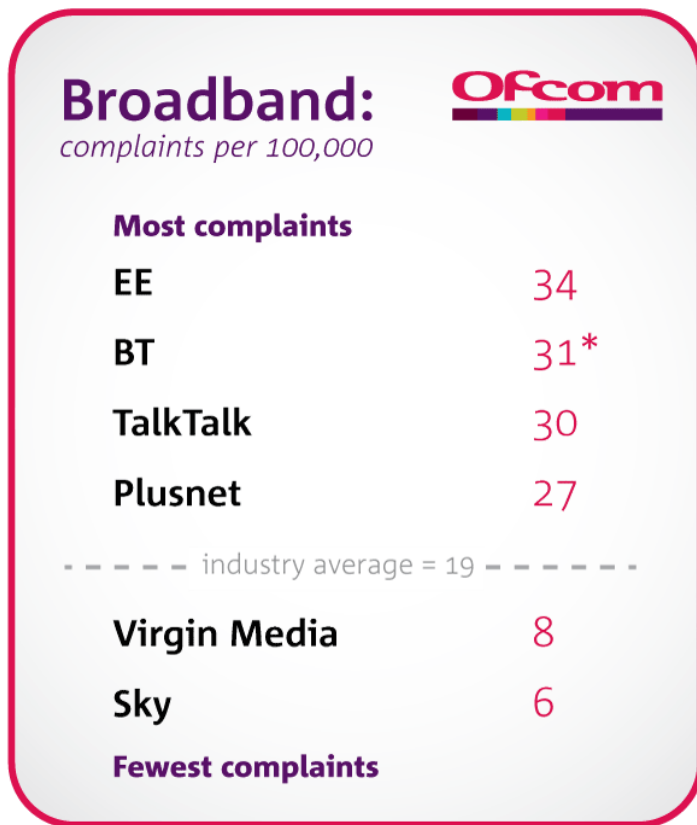 Broadband:
Ofcom
complaints per 100,000
Most complaints
EE 34
BT 31*
TalkTalk 30
Plusnet 27
industry average = 19
Virgin Media 8
Sky 6
Fewest complaints